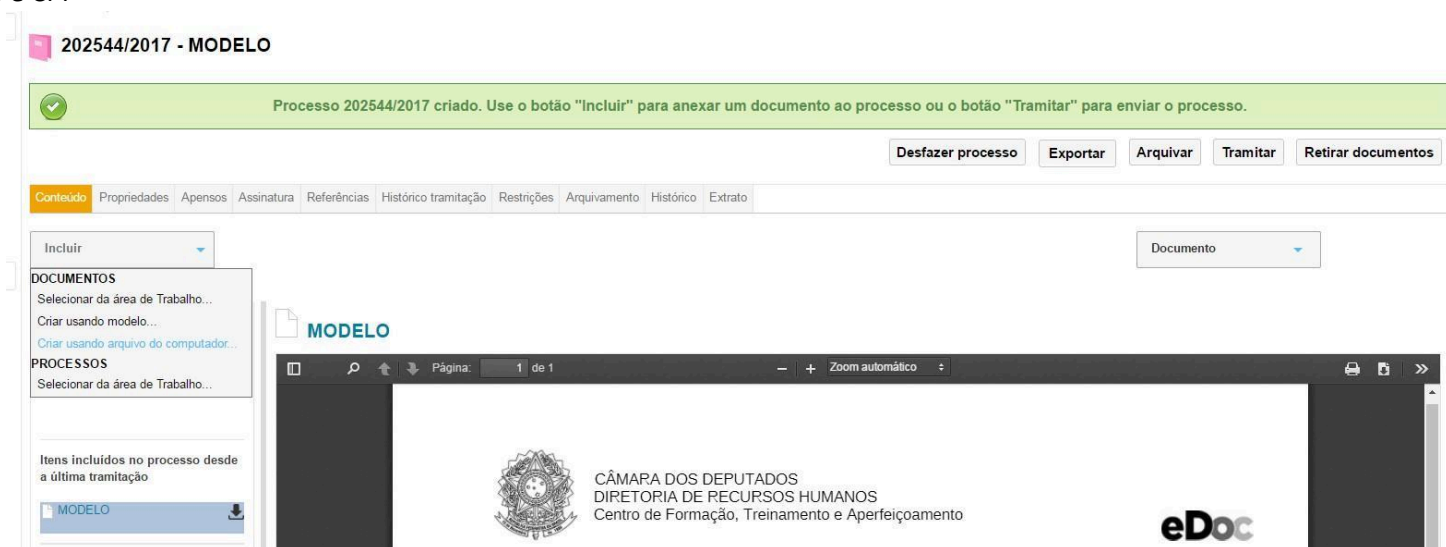 202544/2017 - MODELO
Processo 202544/2017 criado. Use o botão "Incluir" para anexar um documento ao processo ou o botão "Tramitar" para enviar o processo.
Desfazer processo Exportar Arquivar Tramitar Retirar documentos
Conteúdo Propriedades Apensos Assinatura Referências Histórico tramitação Restrições Arquivamento Histórico Extrato
Incluir
Documento
DOCUMENTOS
Selecionar da área de Trabalho...
Criar usando modelo...
Criar usando arquivo do computador...
PROCESSOS
Selecionar da área de Trabalho...
MODELO
Página: 1 de 1 Zoom automático
Itens incluídos no processo desde
a última tramitação
MODELO
CÂMARA DOS DEPUTADOS
DIRETORIA DE RECURSOS HUMANOS
Centro de Formação, Treinamento e Aperfeiçoamento
eDoc